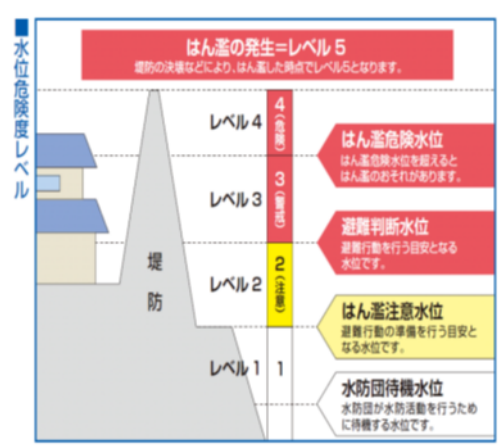 ■水位危険度レベル
はん濫の発生=レベル5
堤防の決壊などにより、はん濫した時点でレベル5となります。
レベル4
4(危険)
はん濫危険水位
はん濫危険水位を超えると
はん濫のおそれがあります。
レベル3
3(警戒)
避難判断水位
避難行動を行う目安となる
水位です。
堤防
レベル2
2(注意)
はん濫注意水位
避難行動の準備を行う目安と
なる水位です。
レベル1
1
水防団待機水位
水防団が水防活動を行うため
に待機する水位です。